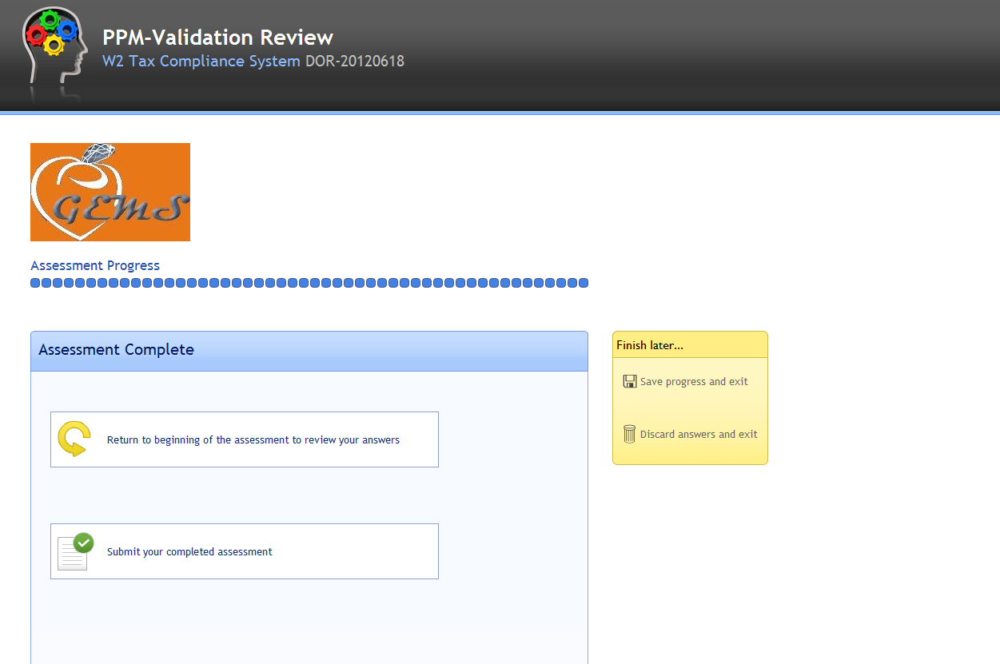 PPM-Validation Review
W2 Tax Compliance System DOR-20120618
GEMS
Assessment Progress
Assessment Complete
Return to beginning of the assessment to review your answers
Submit your completed assessment
Finish later...
Save progress and exit
Discard answers and exit